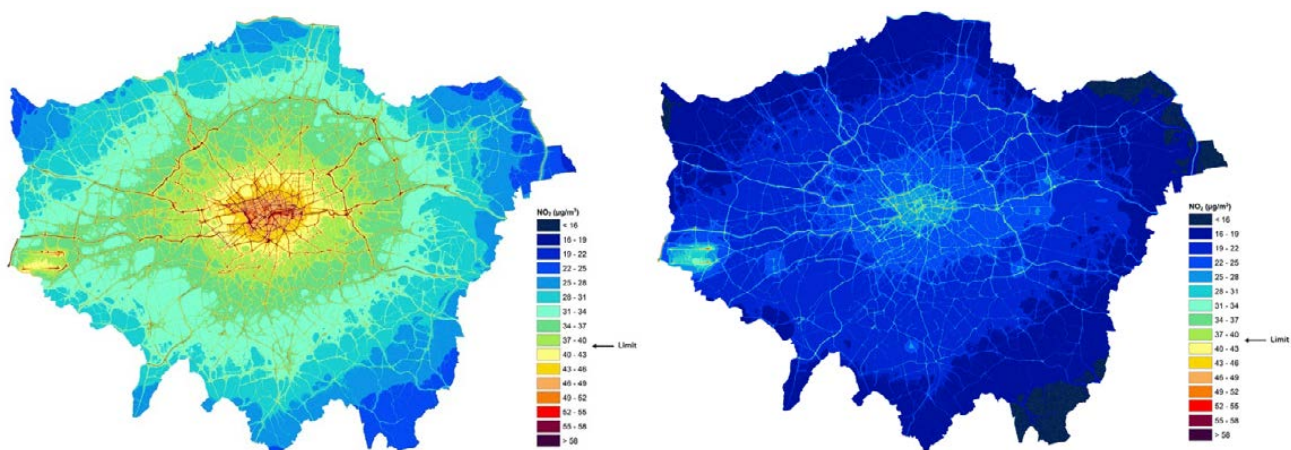 NO₂ (µg/m³)
< 16
16 - 19
19 - 22
22 - 25
25 - 28
28 - 31
31 - 34
34 - 37
37 - 40
40 - 43
43 - 46
46 - 49
49 - 52
52 - 55
55 - 58
> 58
Limit
NO₂ (µg/m³)
< 16
16 - 19
19 - 22
22 - 25
25 - 28
28 - 31
31 - 34
34 - 37
37 - 40
40 - 43
43 - 46
46 - 49
49 - 52
52 - 55
55 - 58
> 58
Limit